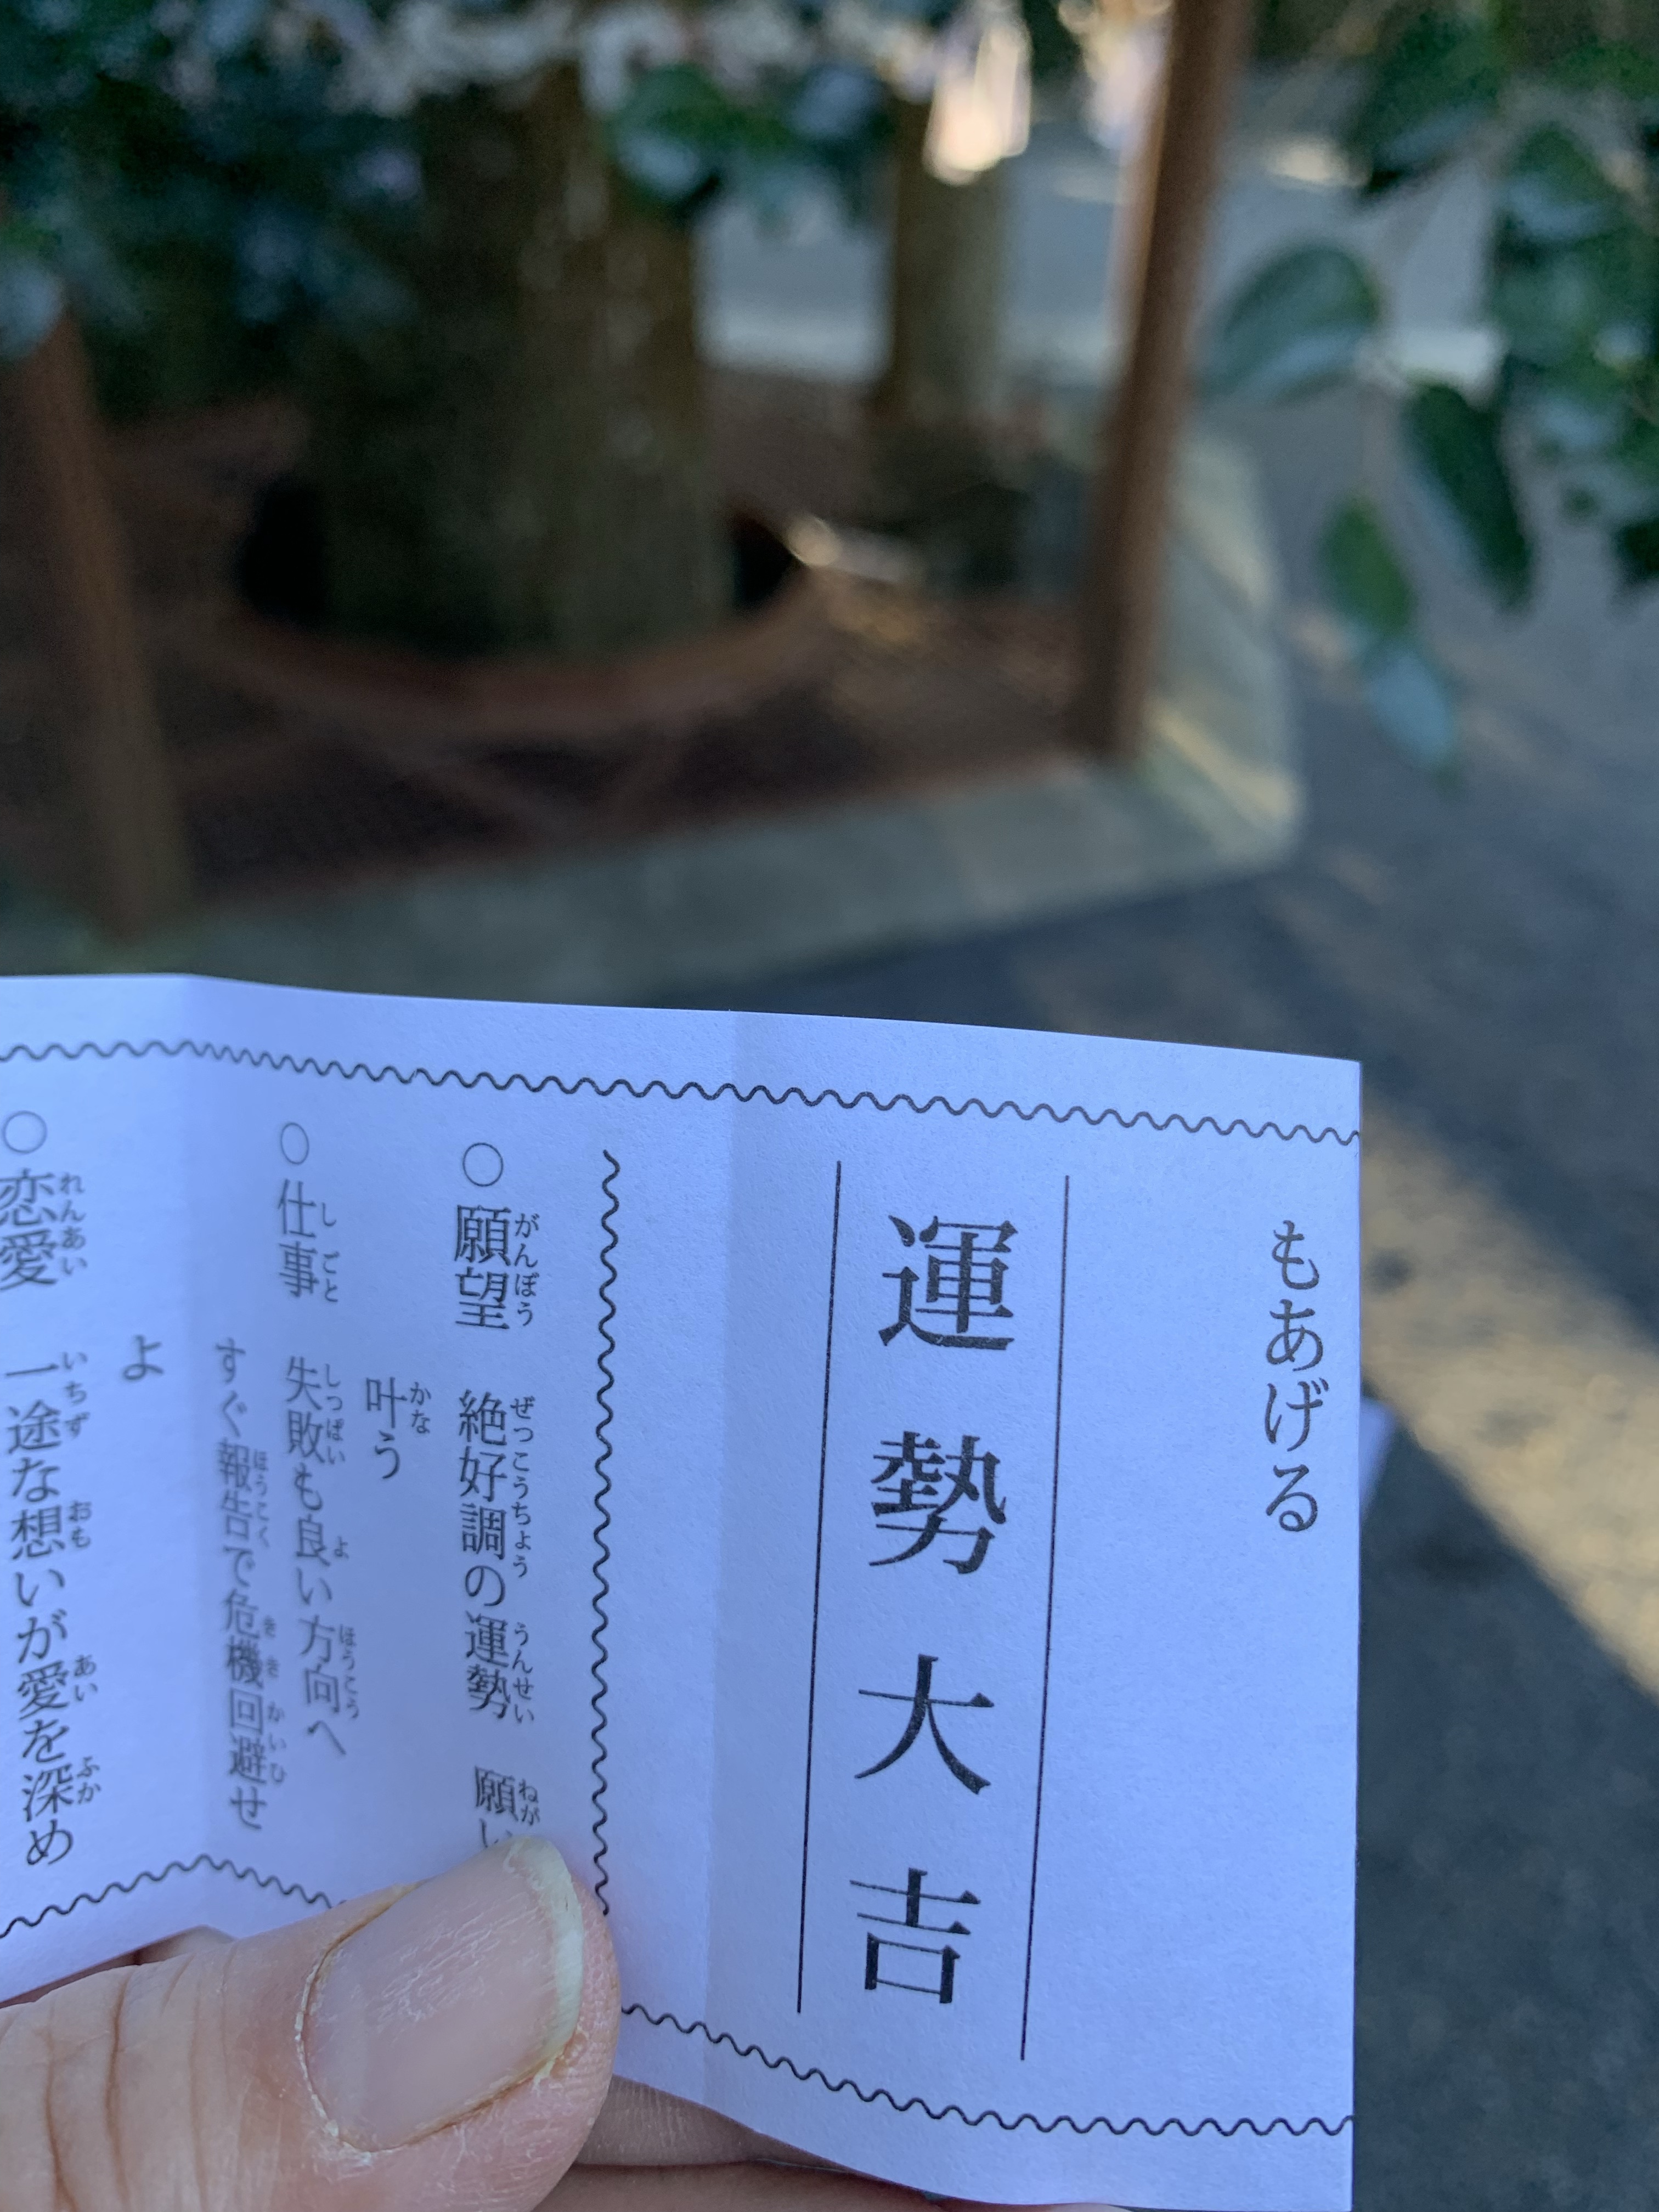 もあげる
運勢大吉
○願望 絶好調の運勢 願い
叶う
○仕事 失敗も良い方向へ
すぐ報告で危機回避せ
よ
○恋愛 一途な想いが愛を深め